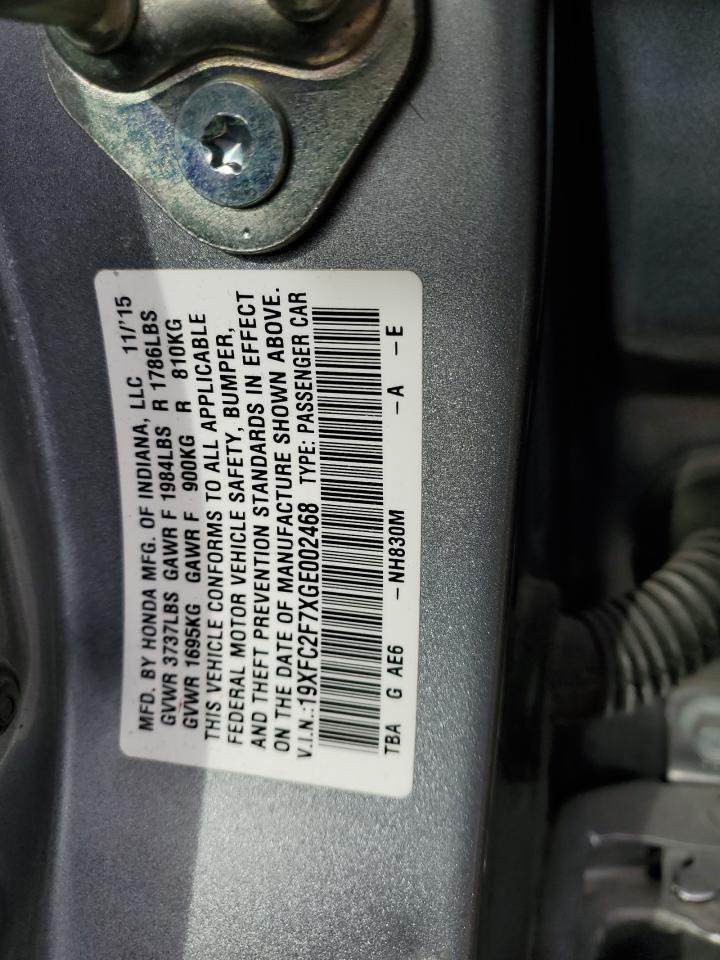 MFD. BY HONDA MFG. OF INDIANA, LLC 11/'15
GVWR 3737LBS GAWR F 1984LBS R 1786LBS
GVWR 1695KG GAWR F 900KG R 810KG
THIS VEHICLE CONFORMS TO ALL APPLICABLE
FEDERAL MOTOR VEHICLE SAFETY, BUMPER,
AND THEFT PREVENTION STANDARDS IN EFFECT
ON THE DATE OF MANUFACTURE SHOWN ABOVE.
V.I.N.:19XFC2F7XGE002468 TYPE: PASSENGER CAR
TBA G AE6 -NH830M -A -E